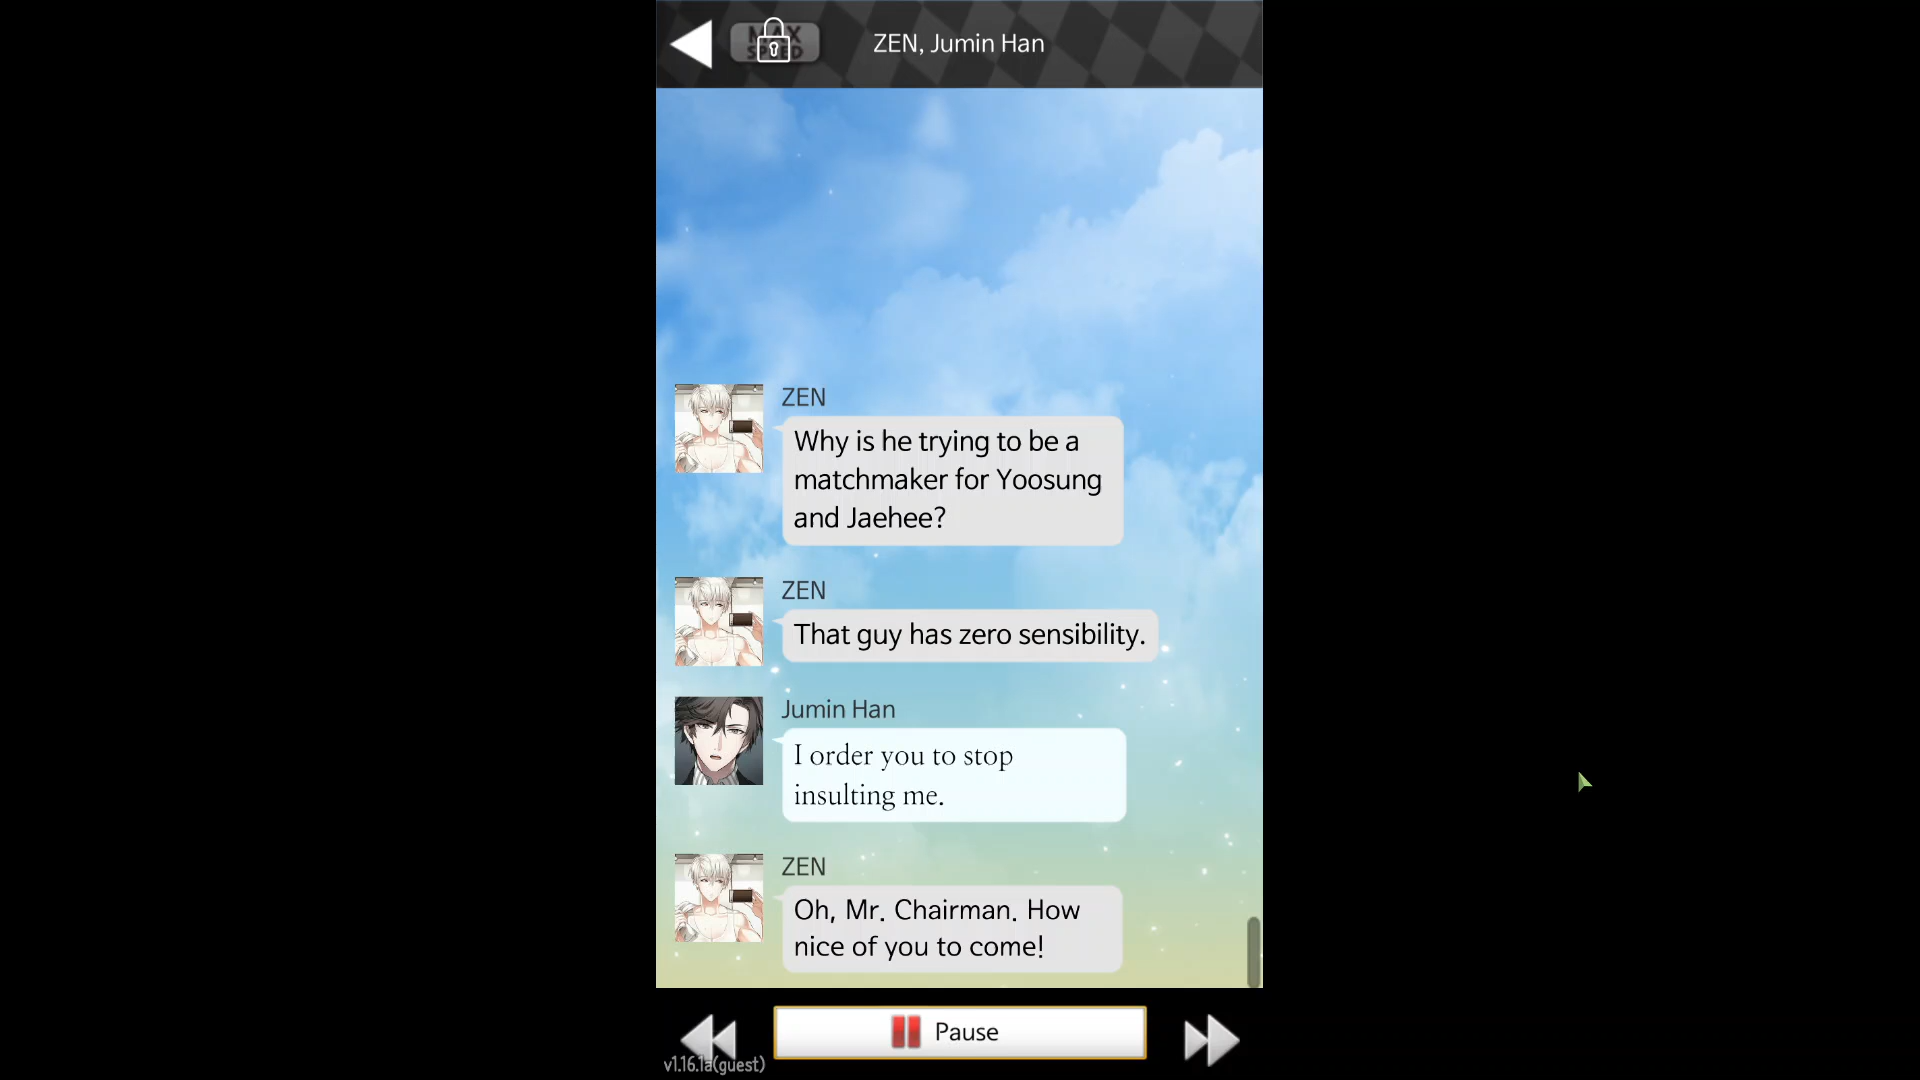 MAX
SPEED
ZEN, Jumin Han
ZEN
Why is he trying to be a
matchmaker for Yoosung
and Jaehee?
ZEN
That guy has zero sensibility.
Jumin Han
I order you to stop
insulting me.
ZEN
Oh, Mr. Chairman. How
nice of you to come!
Pause
v1.16.1a(guest)